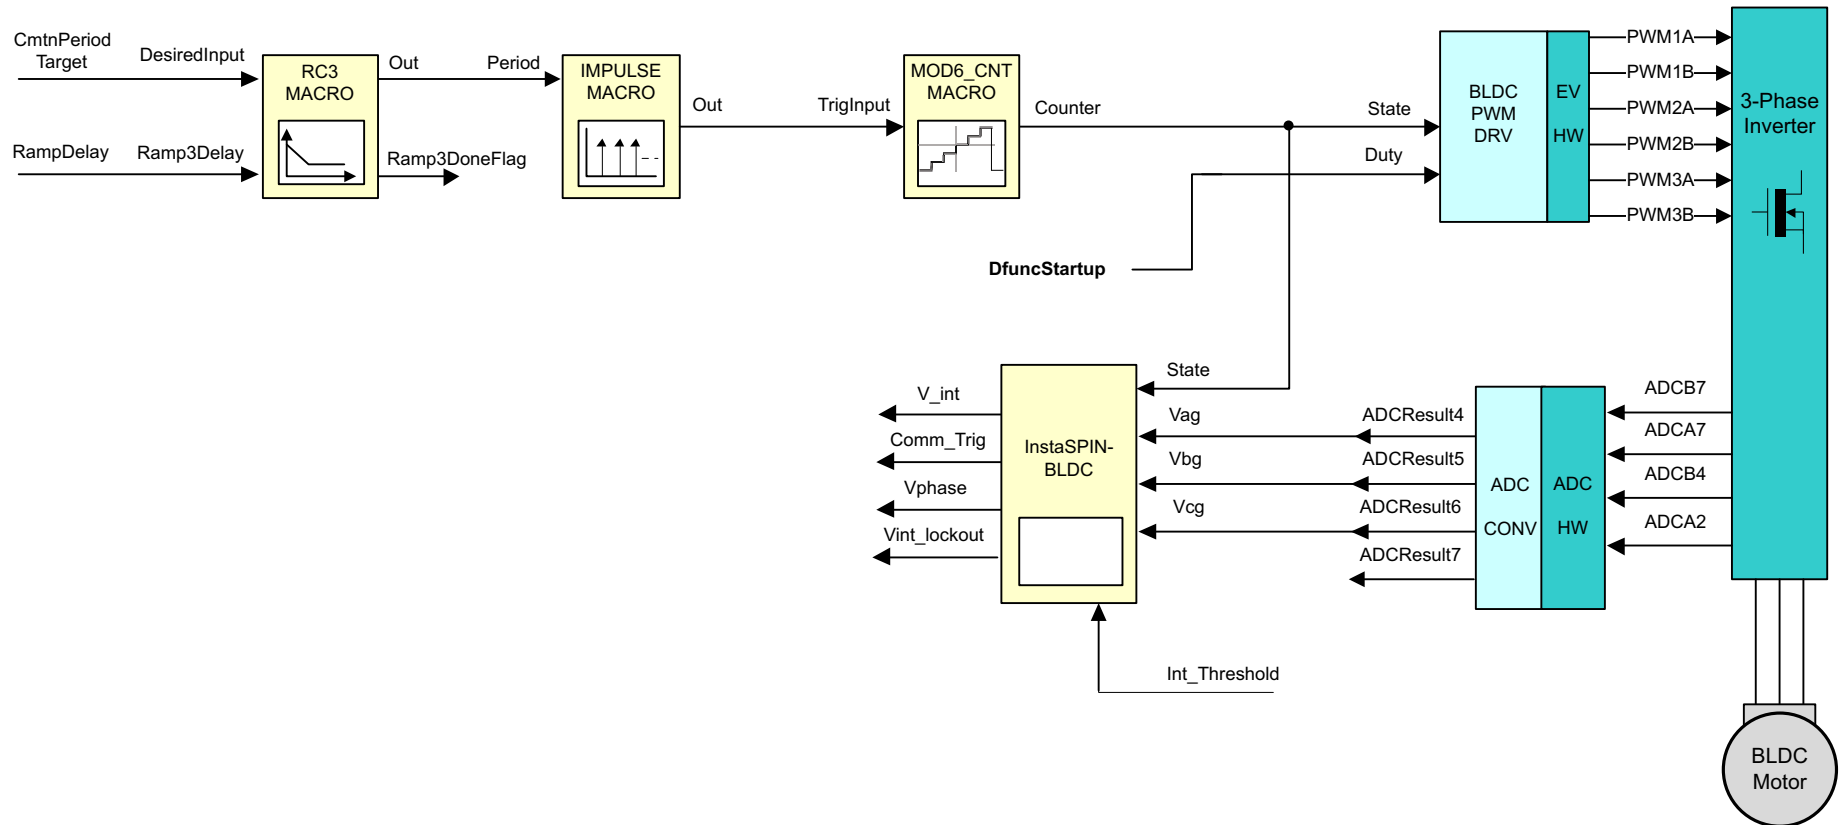 CmtnPeriod
Target
DesiredInput
RC3
MACRO
Out
Period
IMPULSE
MACRO
Out
TrigInput
MOD6_CNT
MACRO
Counter
State
BLDC
PWM
DRV
EV
HW
PWM1A
PWM1B
PWM2A
PWM2B
PWM3A
PWM3B
3-Phase
Inverter
RampDelay
Ramp3Delay
Ramp3DoneFlag
Duty
DfuncStartup
State
V_int
Comm_Trig
Vphase
Vint_lockout
InstaSPIN-
BLDC
Vag
Vbg
Vcg
ADCResult4
ADCResult5
ADCResult6
ADCResult7
ADC
CONV
ADC
HW
ADCB7
ADCA7
ADCB4
ADCA2
Int_Threshold
BLDC
Motor